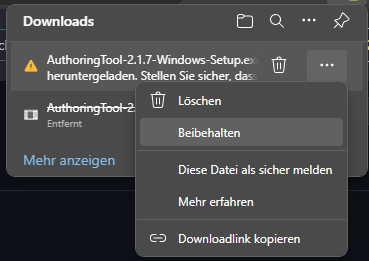 Downloads
AuthoringTool-2.1.7-Windows-Setup.exe
heruntergeladen. Stellen Sie sicher, dass
Löschen
AuthoringTool-2
Entfernt
Beibehalten
Mehr anzeigen
Diese Datei als sicher melden
Mehr erfahren
Downloadlink kopieren